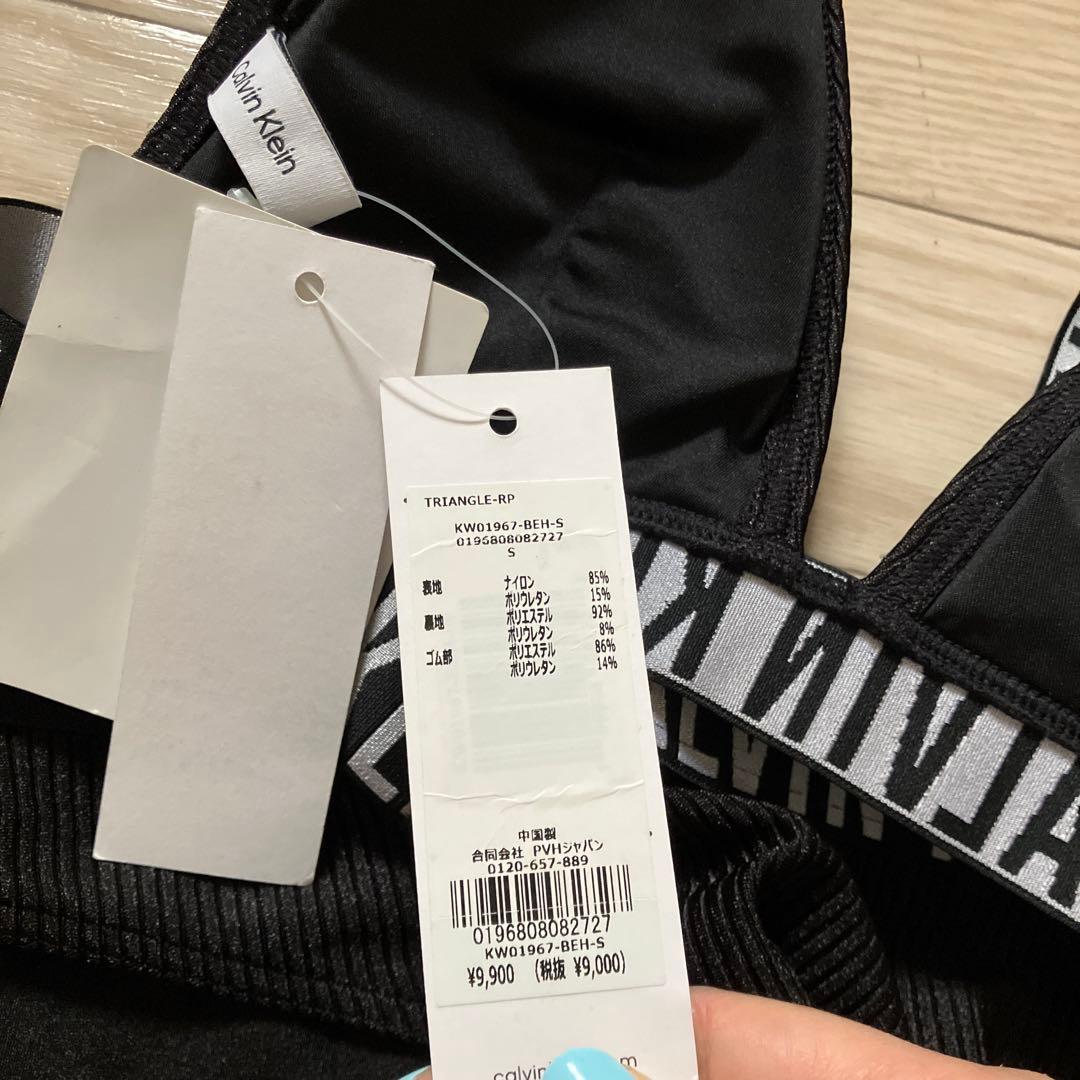 Calvin Klein
TRIANGLE-RP
KW01967-BEH-S
0196808082727
S
表地 ナイロン 85%
ポリウレタン 15%
裏地 ポリエステル 92%
ポリウレタン 8%
ゴム部 ポリエステル 86%
ポリウレタン 14%
中国製
合同会社 PVHジャパン
0120-657-889
0196808082727
KW01967-BEH-S
¥9,900 (税抜 ¥9,000)